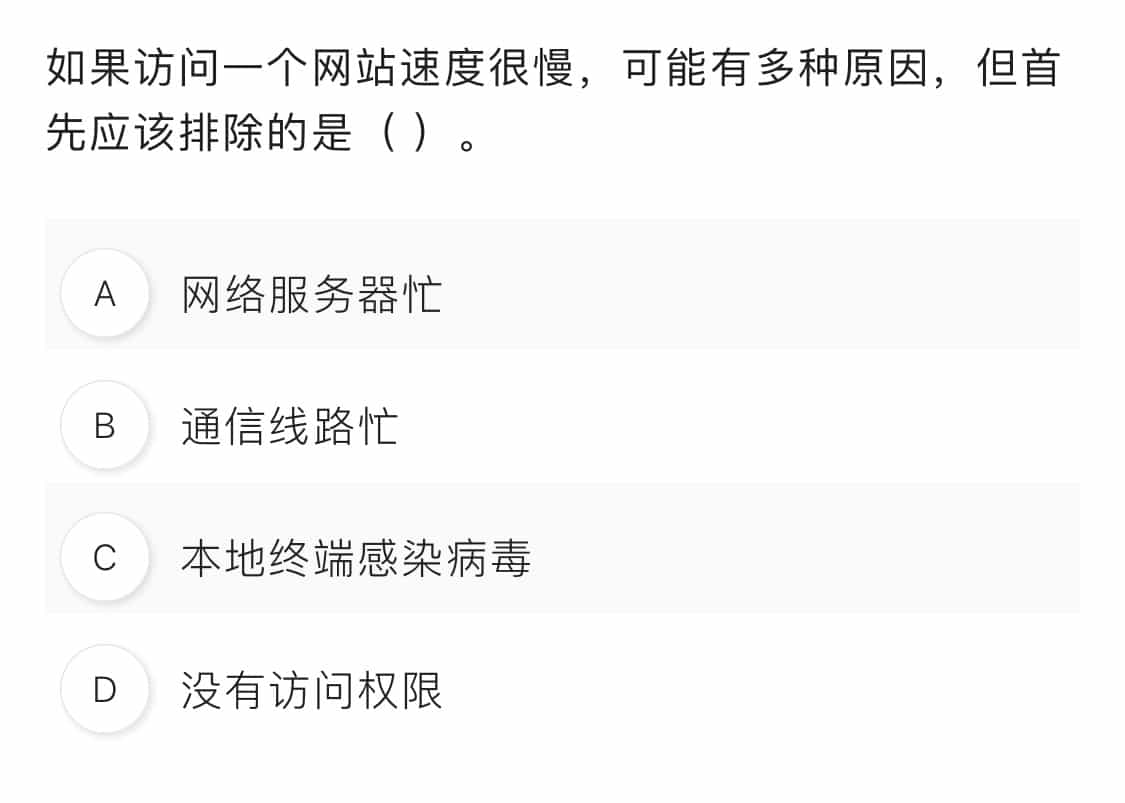 如果访问一个网站速度很慢，可能有多种原因，但首
先应该排除的是（ ）。
A 网络服务器忙
B 通信线路忙
C 本地终端感染病毒
D 没有访问权限